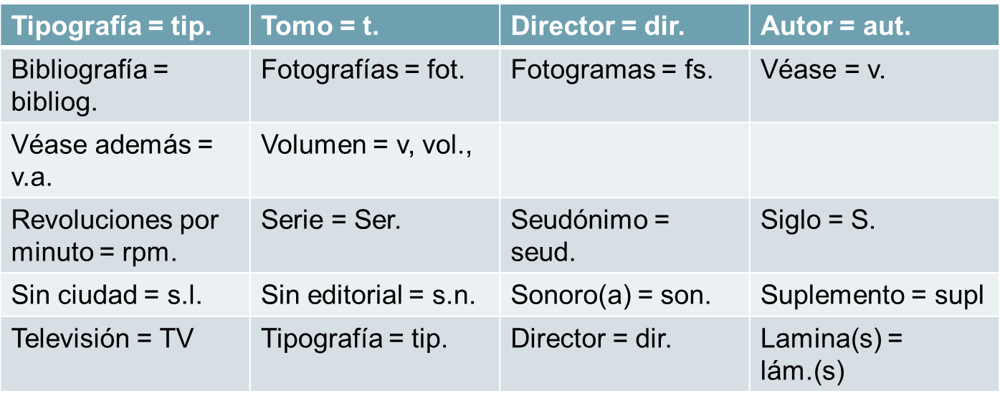 Tipografía = tip.
Tomo = t.
Director = dir.
Autor = aut.
Bibliografía =
bibliog.
Fotografías = fot.
Fotogramas = fs.
Véase = v.
Véase además =
v.a.
Volumen = v, vol.,
Revoluciones por
minuto = rpm.
Serie = Ser.
Seudónimo =
seud.
Siglo = S.
Sin ciudad = s.l.
Sin editorial = s.n.
Sonoro(a) = son.
Suplemento = supl
Televisión = TV
Tipografía = tip.
Director = dir.
Lamina(s) =
lám.(s)